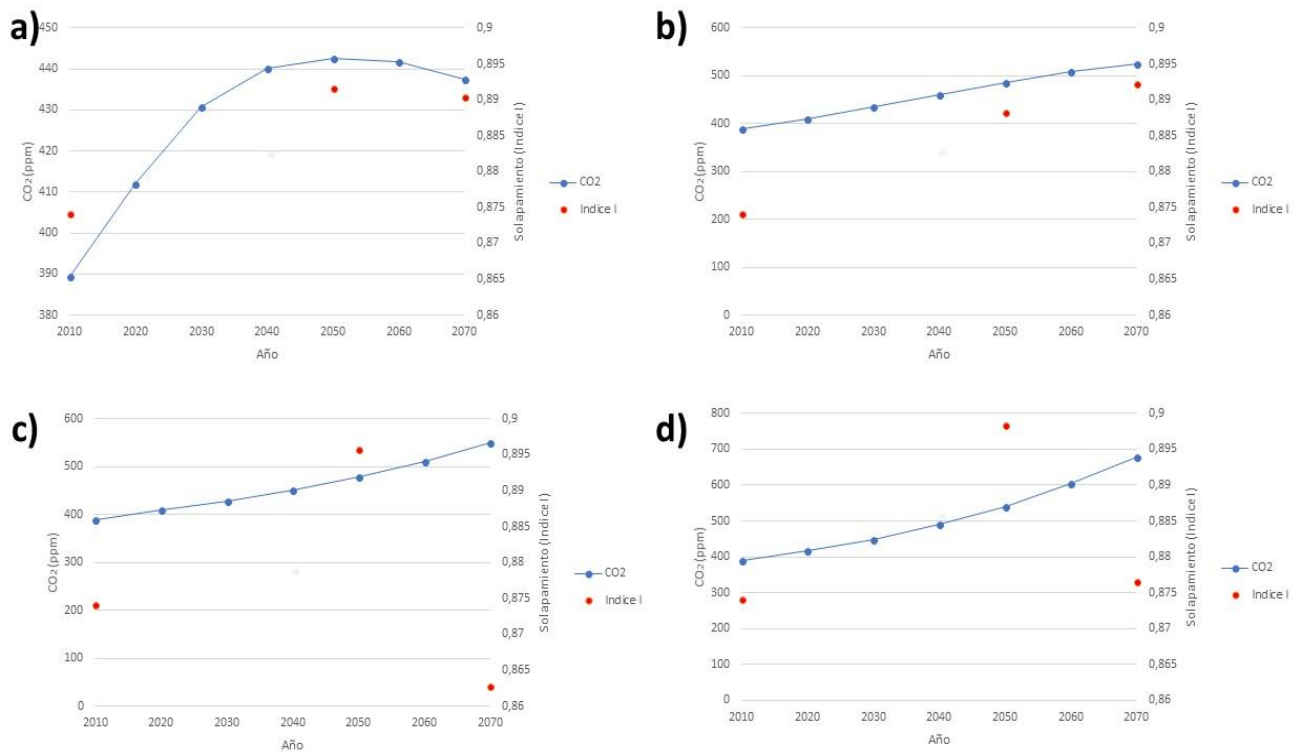 a)
450
440
430
420
410
400
390
380
CO2 (ppm)
0,9
0,895
0,89
0,885
0,88
0,875
0,87
0,865
0,86
Solapamiento (Indice I)
2010 2020 2030 2040 2050 2060 2070
Año
CO2
Indice I
b)
600
500
400
300
200
100
0
CO2 (ppm)
0,9
0,895
0,89
0,885
0,88
0,875
0,87
0,865
0,86
Solapamiento (Indice I)
2010 2020 2030 2040 2050 2060 2070
Año
CO2
Indice I
c)
600
500
400
300
200
100
0
CO2 (ppm)
0,9
0,895
0,89
0,885
0,88
0,875
0,87
0,865
0,86
Solapamiento (Indice I)
2010 2020 2030 2040 2050 2060 2070
Año
CO2
Indice I
d)
800
700
600
500
400
300
200
100
0
CO2 (ppm)
0,9
0,895
0,89
0,885
0,88
0,875
0,87
0,865
0,86
Solapamiento (Indice I)
2010 2020 2030 2040 2050 2060 2070
Año
CO2
Indice I